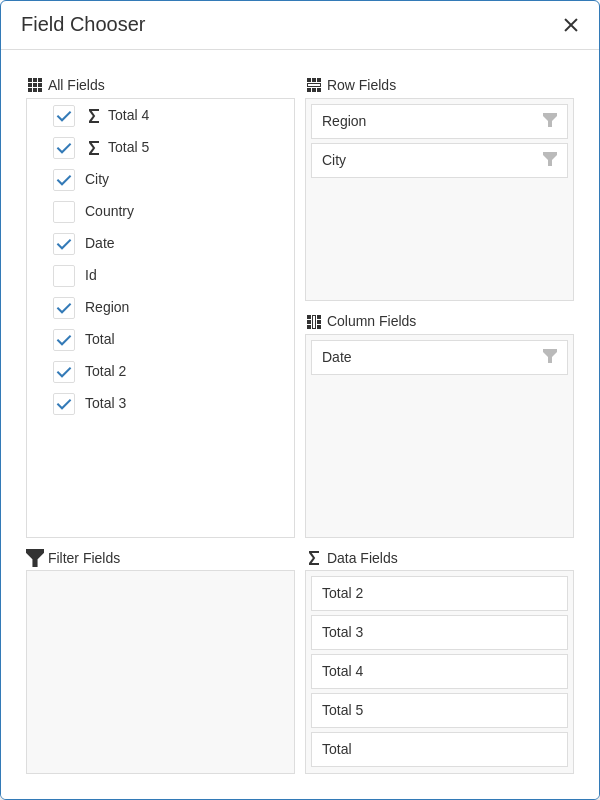 Field Chooser
All Fields
Total 4
Total 5
City
Country
Date
Id
Region
Total
Total 2
Total 3
Row Fields
Region
City
Column Fields
Date
Filter Fields
Data Fields
Total 2
Total 3
Total 4
Total 5
Total